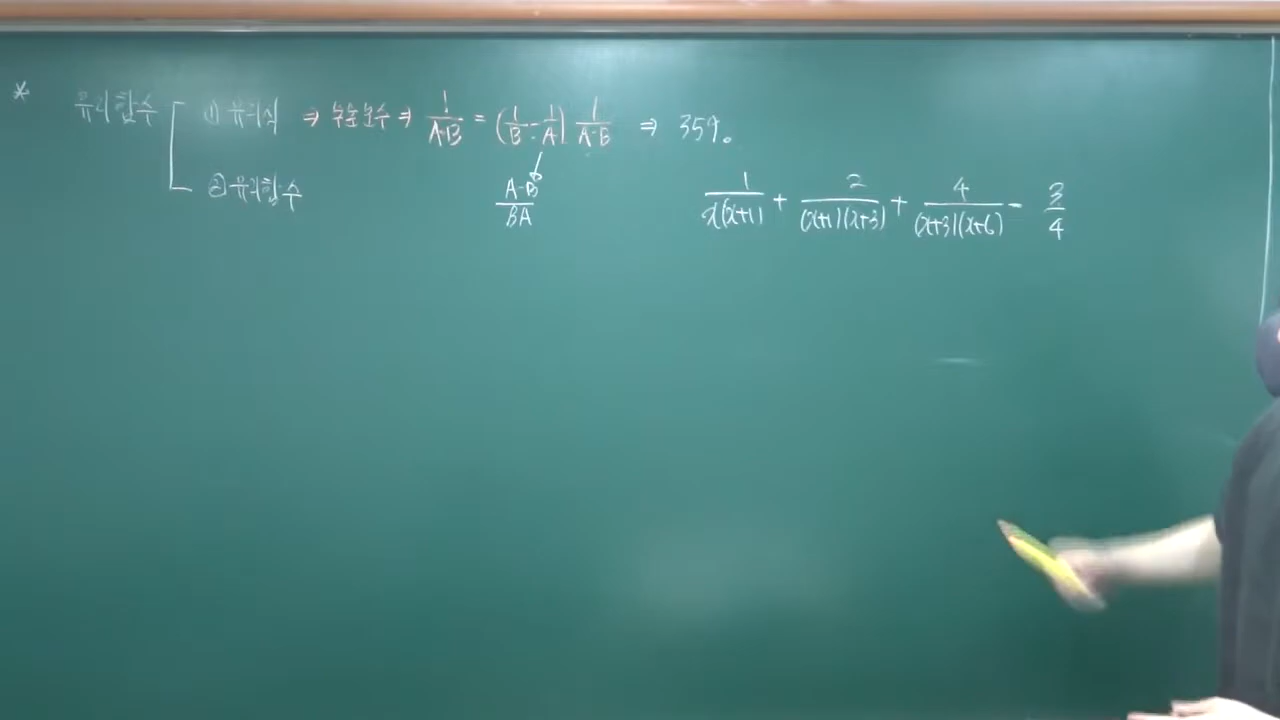 * 유리함수 ① 유리식 ⇒ 부분분수 ⇒ 1/(A·B) = (1/B - 1/A) 1/(A-B) ⇒ 359.
② 유리함수
(A-B)/(BA)
1/(x(x+1)) + 2/((x+1)(x+3)) + 4/((x+3)(x+6)) - 3/4